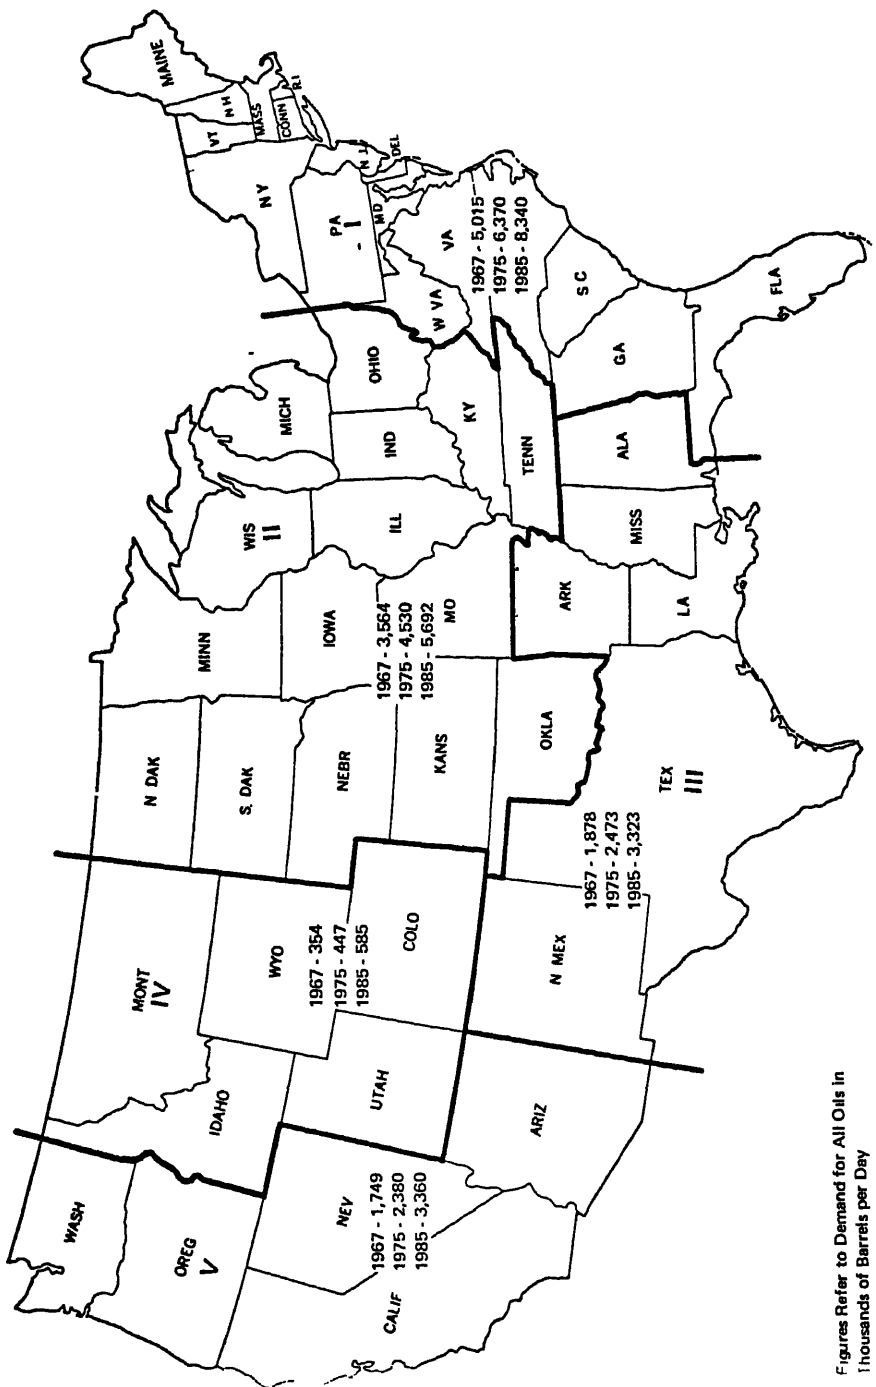 WASH
OREG
V
CALIF
NEV
1967 - 1,749
1975 - 2,380
1985 - 3,360
IDAHO
UTAH
ARIZ
MONT
IV
WYO
1967 - 354
1975 - 447
1985 - 585
COLO
N MEX
N DAK
S. DAK
NEBR
KANS
OKLA
TEX
III
1967 - 1,878
1975 - 2,473
1985 - 3,323
MINN
IOWA
1967 - 3,564
1975 - 4,530
1985 - 5,692
MO
ARK
LA
WIS
II
ILL
MICH
IND
OHIO
KY
TENN
MISS
ALA
GA
FLA
S C
W VA
VA
1967 - 5,015
1975 - 6,370
1985 - 8,340
PA
I
NY
MD
DEL
N J
VT
N H
MAINE
MASS
CONN
R I
Figures Refer to Demand for All Oils in
Thousands of Barrels per Day